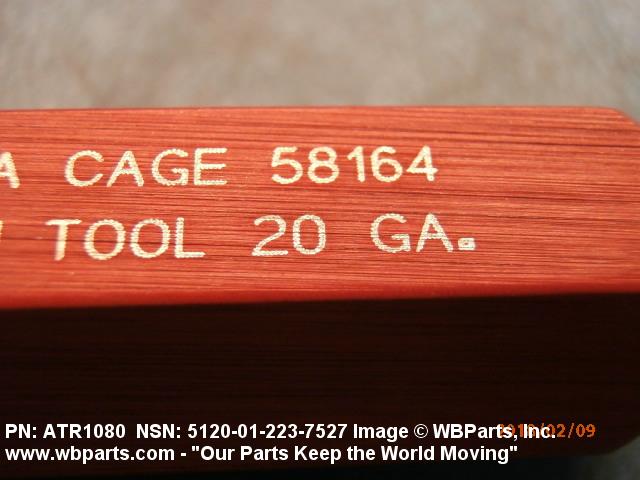 A CAGE 58164
TOOL 20 GA.
PN: ATR1080 NSN: 5120-01-223-7527 Image © WBParts, Inc.
www.wbparts.com - "Our Parts Keep the World Moving"